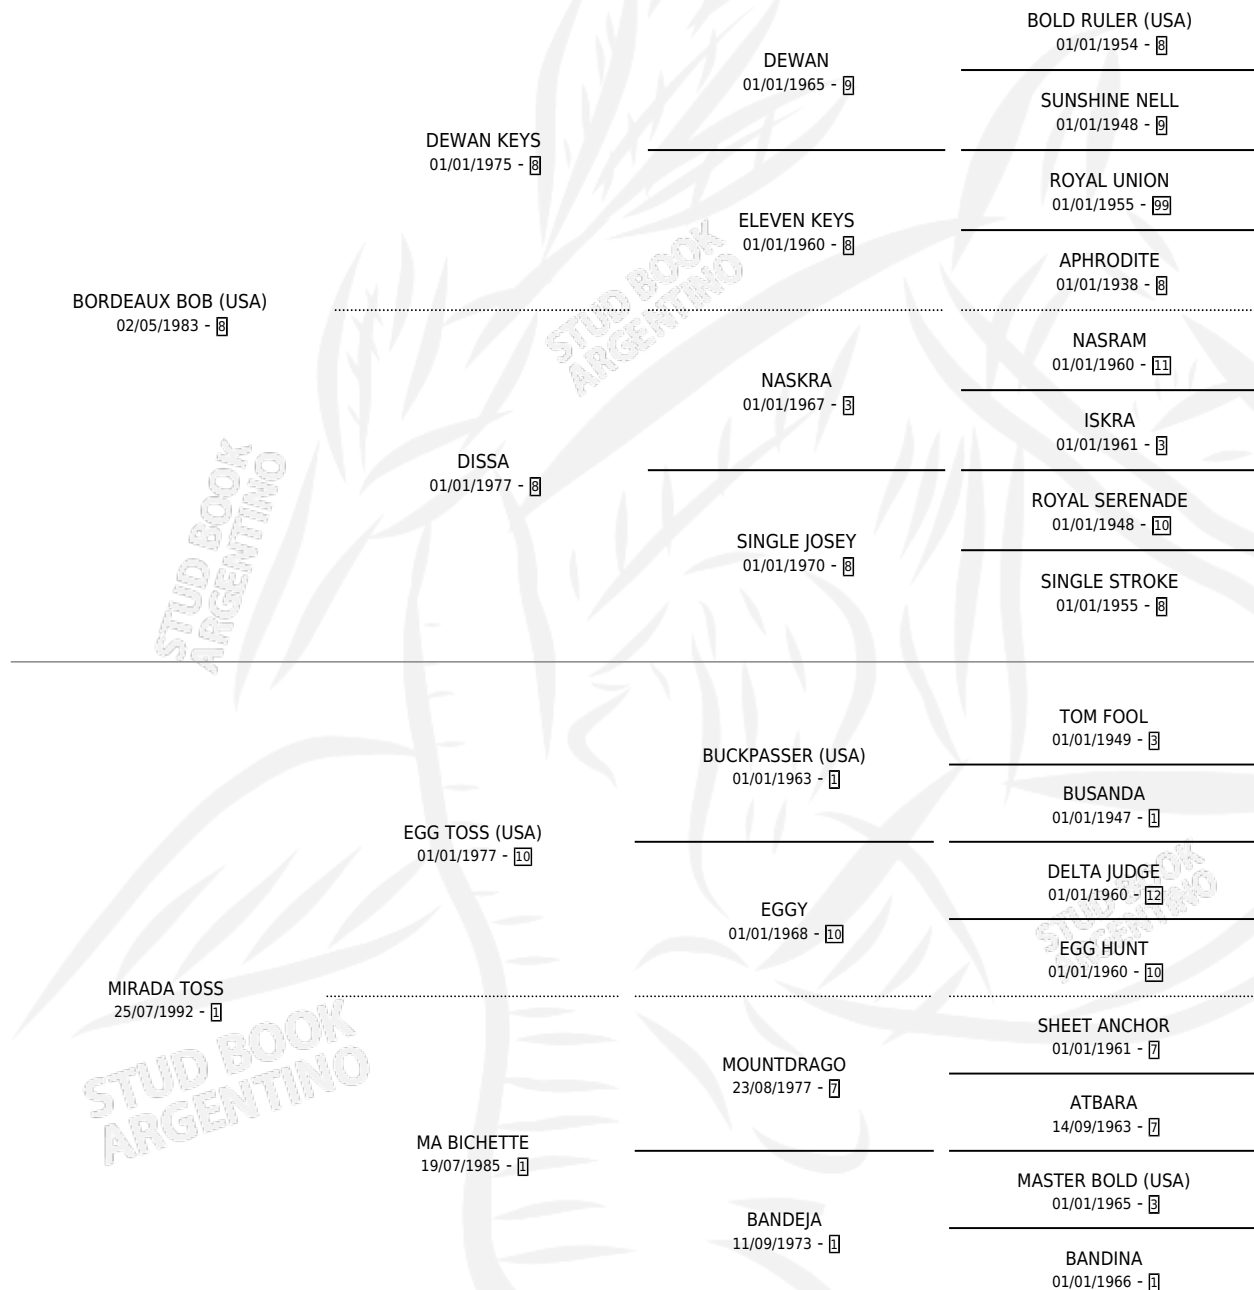 BOLD RULER (USA)
01/01/1954 - 8
DEWAN
01/01/1965 - 9
SUNSHINE NELL
01/01/1948 - 9
DEWAN KEYS
01/01/1975 - 8
ROYAL UNION
01/01/1955 - 99
ELEVEN KEYS
01/01/1960 - 8
APHRODITE
01/01/1938 - 8
BORDEAUX BOB (USA)
02/05/1983 - 8
NASRAM
01/01/1960 - 11
NASKRA
01/01/1967 - 3
ISKRA
01/01/1961 - 3
DISSA
01/01/1977 - 8
ROYAL SERENADE
01/01/1948 - 10
SINGLE JOSEY
01/01/1970 - 8
SINGLE STROKE
01/01/1955 - 8
STUD BOOK
ARGENTINO
STUD BOOK
ARGENTINO
TOM FOOL
01/01/1949 - 3
BUCKPASSER (USA)
01/01/1963 - 1
BUSANDA
01/01/1947 - 1
EGG TOSS (USA)
01/01/1977 - 10
DELTA JUDGE
01/01/1960 - 12
EGGY
01/01/1968 - 10
EGG HUNT
01/01/1960 - 10
STUD BOOK
ARGENTINO
MIRADA TOSS
25/07/1992 - 1
SHEET ANCHOR
01/01/1961 - 7
MOUNTDRAGO
23/08/1977 - 7
ATBARA
14/09/1963 - 7
STUD BOOK
ARGENTINO
MA BICHETTE
19/07/1985 - 1
MASTER BOLD (USA)
01/01/1965 - 3
BANDEJA
11/09/1973 - 1
BANDINA
01/01/1966 - 1